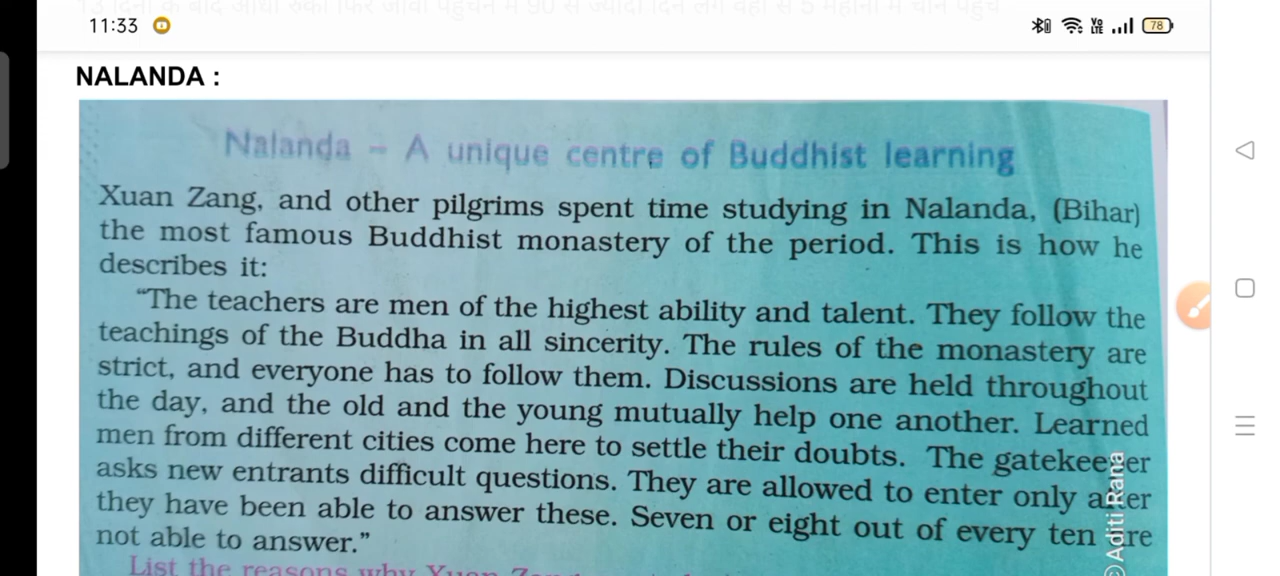 11:33 78
NALANDA :
Nalanda – A unique centre of Buddhist learning
Xuan Zang, and other pilgrims spent time studying in Nalanda, (Bihar)
the most famous Buddhist monastery of the period. This is how he
describes it:
“The teachers are men of the highest ability and talent. They follow the
teachings of the Buddha in all sincerity. The rules of the monastery are
strict, and everyone has to follow them. Discussions are held throughout
the day, and the old and the young mutually help one another. Learned
men from different cities come here to settle their doubts. The gatekeeper
asks new entrants difficult questions. They are allowed to enter only after
they have been able to answer these. Seven or eight out of every ten are
not able to answer.”
List the reasons why Xuan
© Aditi Rana